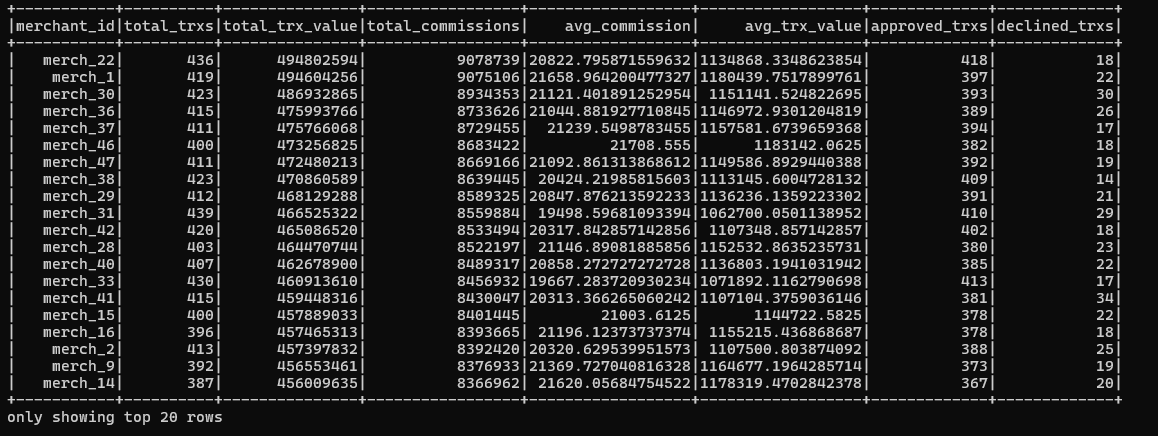 +-----------+----------+---------------+-----------------+------------------+------------------+-------------+-------------+
|merchant_id|total_trxs|total_trx_value|total_commissions|    avg_commission|     avg_trx_value|approved_trxs|declined_trxs|
+-----------+----------+---------------+-----------------+------------------+------------------+-------------+-------------+
|   merch_22|       436|      494802594|          9078739|20822.795871559632|1134868.3348623854|          418|           18|
|    merch_1|       419|      494604256|          9075106|21658.964200477327|1180439.7517899761|          397|           22|
|   merch_30|       423|      486932865|          8934353|21121.401891252954| 1151141.524822695|          393|           30|
|   merch_36|       415|      475993766|          8733626|21044.881927710845|1146972.9301204819|          389|           26|
|   merch_37|       411|      475766068|          8729455|  21239.5498783455|1157581.6739659368|          394|           17|
|   merch_46|       400|      473256825|          8683422|         21708.555|      1183142.0625|          382|           18|
|   merch_47|       411|      472480213|          8669166|21092.861313868612|1149586.8929440388|          392|           19|
|   merch_38|       423|      470860589|          8639445| 20424.21985815603|1113145.6004728132|          409|           14|
|   merch_29|       412|      468129288|          8589325|20847.876213592233|1136236.1359223302|          391|           21|
|   merch_31|       439|      466525322|          8559884| 19498.59681093394|1062700.0501138952|          410|           29|
|   merch_42|       420|      465086520|          8533494|20317.842857142856| 1107348.857142857|          402|           18|
|   merch_28|       403|      464470744|          8522197| 21146.89081885856|1152532.8635235731|          380|           23|
|   merch_40|       407|      462678900|          8489317|20858.272727272728|1136803.1941031942|          385|           22|
|   merch_33|       430|      460913610|          8456932|19667.283720930234|1071892.1162790698|          413|           17|
|   merch_41|       415|      459448316|          8430047|20313.366265060242|1107104.3759036146|          381|           34|
|   merch_15|       400|      457889033|          8401445|        21003.6125|      1144722.5825|          378|           22|
|   merch_16|       396|      457465313|          8393665| 21196.12373737374| 1155215.436868687|          378|           18|
|    merch_2|       413|      457397832|          8392420|20320.629539951573| 1107500.803874092|          388|           25|
|    merch_9|       392|      456553461|          8376933|21369.727040816328|1164677.1964285714|          373|           19|
|   merch_14|       387|      456009635|          8366962| 21620.05684754522|1178319.4702842378|          367|           20|
+-----------+----------+---------------+-----------------+------------------+------------------+-------------+-------------+
only showing top 20 rows